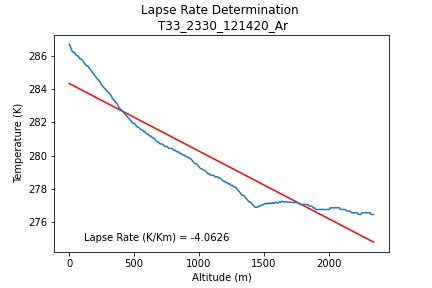 Lapse Rate Determination
T33_2330_121420_Ar
Temperature (K)
286
284
282
280
278
276
Lapse Rate (K/Km) = -4.0626
0
500
1000
1500
2000
Altitude (m)